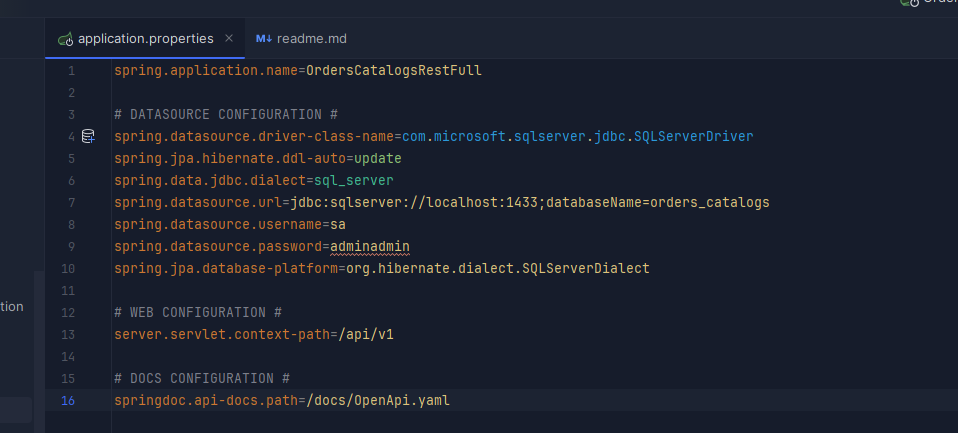 application.properties
M↓ readme.md
1 spring.application.name=OrdersCatalogsRestFull
2
3 # DATASOURCE CONFIGURATION #
4 spring.datasource.driver-class-name=com.microsoft.sqlserver.jdbc.SQLServerDriver
5 spring.jpa.hibernate.ddl-auto=update
6 spring.data.jdbc.dialect=sql_server
7 spring.datasource.url=jdbc:sqlserver://localhost:1433;databaseName=orders_catalogs
8 spring.datasource.username=sa
9 spring.datasource.password=adminadmin
10 spring.jpa.database-platform=org.hibernate.dialect.SQLServerDialect
11
12 # WEB CONFIGURATION #
tion
13 server.servlet.context-path=/api/v1
14
15 # DOCS CONFIGURATION #
16 springdoc.api-docs.path=/docs/OpenApi.yaml